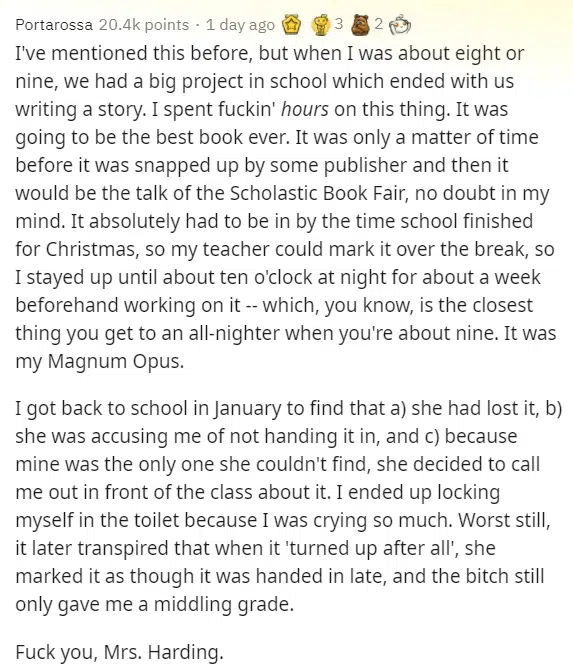 Portarossa 20.4k points · 1 day ago 3 2
I've mentioned this before, but when I was about eight or
nine, we had a big project in school which ended with us
writing a story. I spent fuckin' hours on this thing. It was
going to be the best book ever. It was only a matter of time
before it was snapped up by some publisher and then it
would be the talk of the Scholastic Book Fair, no doubt in my
mind. It absolutely had to be in by the time school finished
for Christmas, so my teacher could mark it over the break, so
I stayed up until about ten o'clock at night for about a week
beforehand working on it -- which, you know, is the closest
thing you get to an all-nighter when you're about nine. It was
my Magnum Opus.
I got back to school in January to find that a) she had lost it, b)
she was accusing me of not handing it in, and c) because
mine was the only one she couldn't find, she decided to call
me out in front of the class about it. I ended up locking
myself in the toilet because I was crying so much. Worst still,
it later transpired that when it 'turned up after all', she
marked it as though it was handed in late, and the bitch still
only gave me a middling grade.
Fuck you, Mrs. Harding.